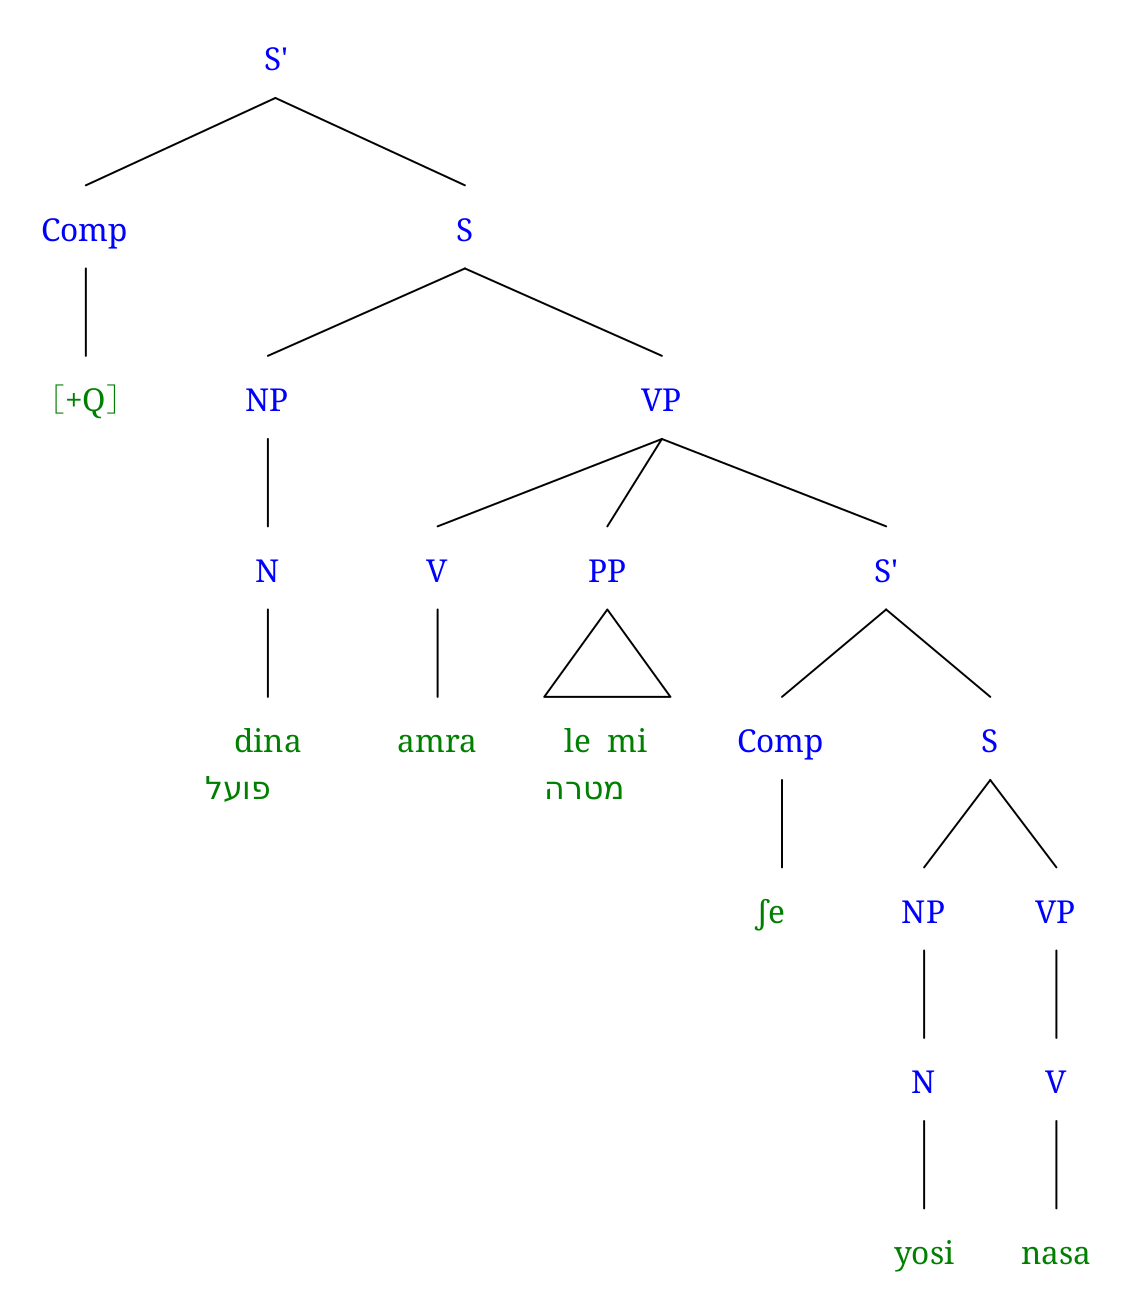 S'
Comp S
[+Q] NP VP
N V PP S'
dina amra le mi Comp S
פועל מטרה
ʃe NP VP
N V
yosi nasa